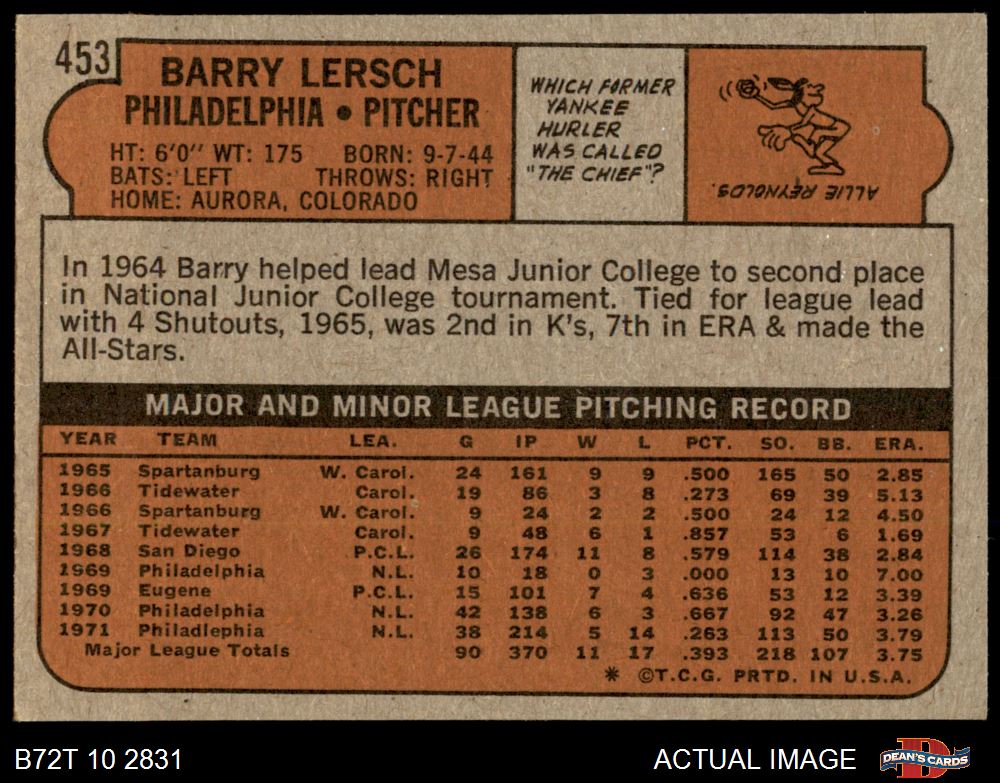 453
BARRY LERSCH
PHILADELPHIA • PITCHER
HT: 6'0" WT: 175 BORN: 9-7-44
BATS: LEFT THROWS: RIGHT
HOME: AURORA, COLORADO
WHICH FORMER
YANKEE
HURLER
WAS CALLED
"THE CHIEF"?
ALLIE REYNOLDS.
In 1964 Barry helped lead Mesa Junior College to second place
in National Junior College tournament. Tied for league lead
with 4 Shutouts, 1965, was 2nd in K's, 7th in ERA & made the
All-Stars.
MAJOR AND MINOR LEAGUE PITCHING RECORD
YEAR TEAM LEA. G IP W L PCT. SO. BB. ERA.
1965 Spartanburg W. Carol. 24 161 9 9 .500 165 50 2.85
1966 Tidewater Carol. 19 86 3 8 .273 69 39 5.13
1966 Spartanburg W. Carol. 9 24 2 2 .500 24 12 4.50
1967 Tidewater Carol. 9 48 6 1 .857 53 6 1.69
1968 San Diego P.C.L. 26 174 11 8 .579 114 38 2.84
1969 Philadelphia N.L. 10 18 0 3 .000 13 10 7.00
1969 Eugene P.C.L. 15 101 7 4 .636 53 12 3.39
1970 Philadelphia N.L. 42 138 6 3 .667 92 47 3.26
1971 Philadlephia N.L. 38 214 5 14 .263 113 50 3.79
Major League Totals 90 370 11 17 .393 218 107 3.75
* ©T.C.G. PRTD. IN U.S.A.
B72T 10 2831 ACTUAL IMAGE
D
DEAN'S CARDS